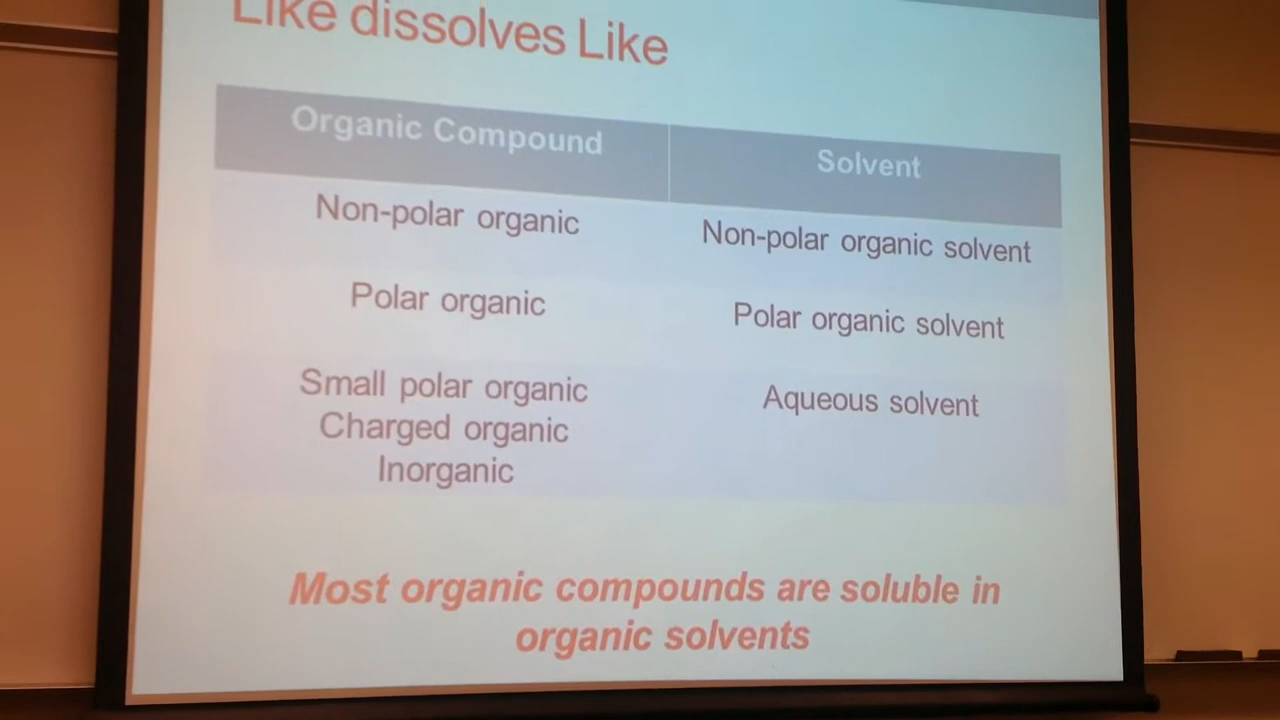 Like dissolves Like
Organic Compound
Solvent
Non-polar organic
Non-polar organic solvent
Polar organic
Polar organic solvent
Small polar organic
Charged organic
Inorganic
Aqueous solvent
Most organic compounds are soluble in
organic solvents